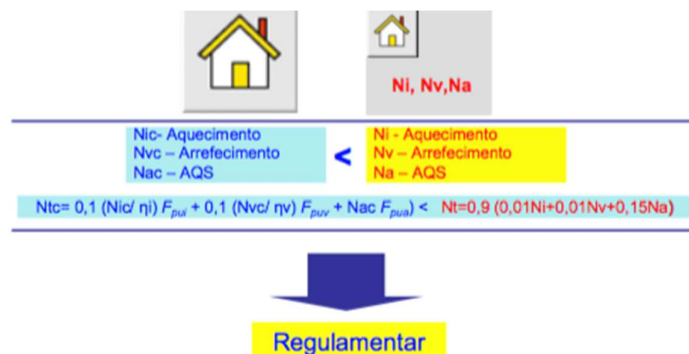 Ni, Nv,Na
Nic- Aquecimento
Nvc – Arrefecimento
Nac – AQS
<
Ni - Aquecimento
Nv – Arrefecimento
Na – AQS
Ntc= 0,1 (Nic/ ηi) Fpui + 0,1 (Nvc/ ηv) Fpuv + Nac Fpua) < Nt=0,9 (0,01Ni+0,01Nv+0,15Na)
Regulamentar